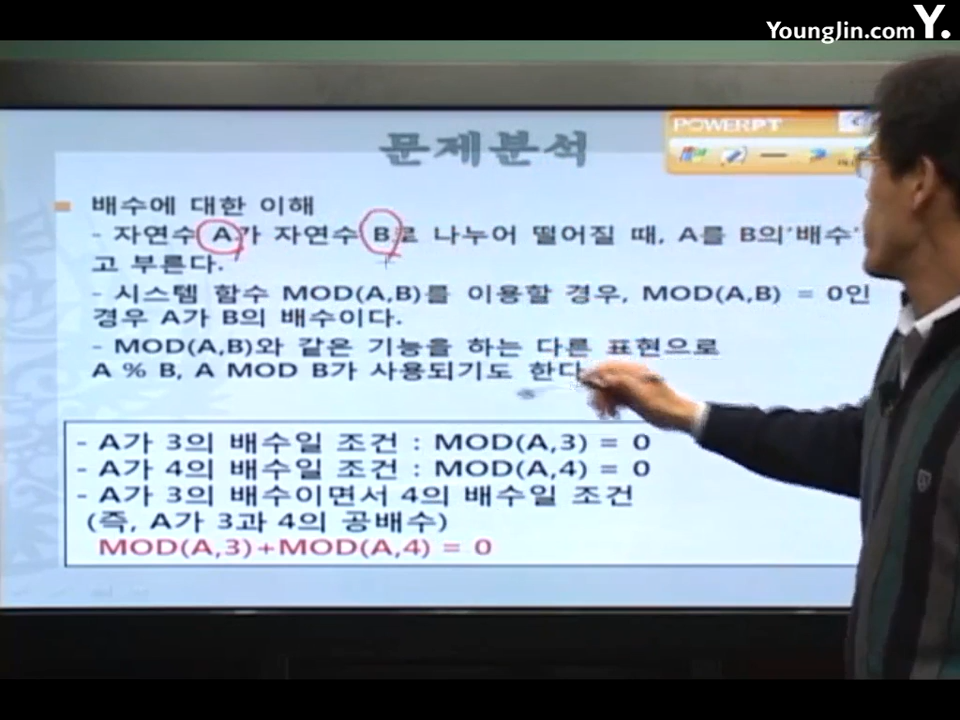 YoungJin.com Y.
POWERPT
문제분석
배수에 대한 이해
- 자연수 A가 자연수 B로 나누어 떨어질 때, A를 B의'배수'
고 부른다.
- 시스템 함수 MOD(A,B)를 이용할 경우, MOD(A,B) = 0인
경우 A가 B의 배수이다.
- MOD(A,B)와 같은 기능을 하는 다른 표현으로
A % B, A MOD B가 사용되기도 한다
- A가 3의 배수일 조건 : MOD(A,3) = 0
- A가 4의 배수일 조건 : MOD(A,4) = 0
- A가 3의 배수이면서 4의 배수일 조건
(즉, A가 3과 4의 공배수)
MOD(A,3)+MOD(A,4) = 0